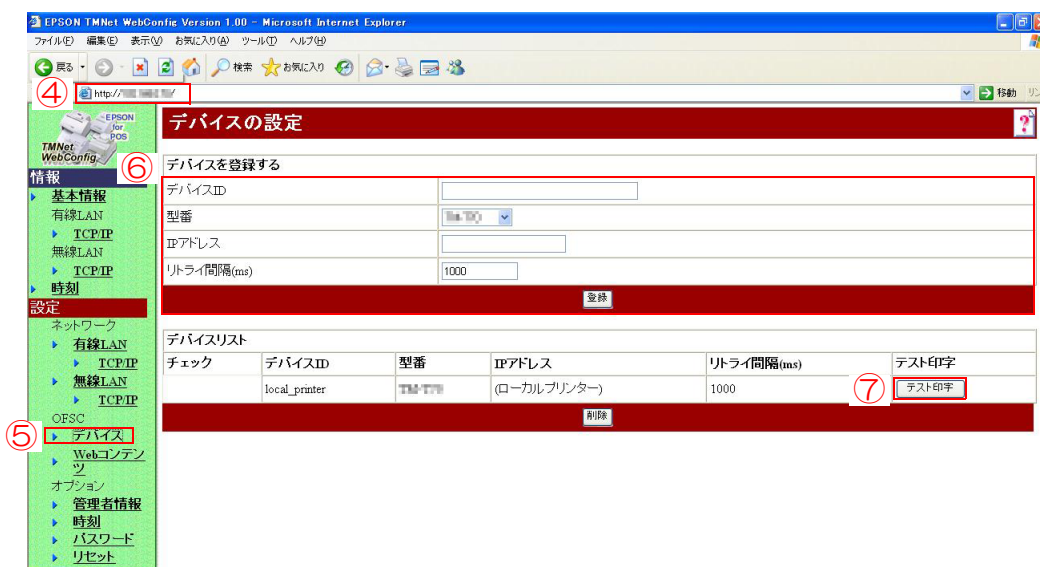 EPSON TMNet WebConfig Version 1.00 - Microsoft Internet Explorer
ファイル(F) 編集(E) 表示(V) お気に入り(A) ツール(T) ヘルプ(H)
戻る 検索 お気に入り
④ http:// 移動 リン
EPSON
for
POS
TMNet
WebConfig
情報
基本情報
有線LAN
TCP/IP
無線LAN
TCP/IP
時刻
設定
ネットワーク
有線LAN
TCP/IP
無線LAN
TCP/IP
OFSC
⑤ デバイス
Webコンテン
ツ
オプション
管理者情報
時刻
パスワード
リセット
デバイスの設定 ?
⑥ デバイスを登録する
デバイスID
型番
IPアドレス
リトライ間隔(ms) 1000
登録
デバイスリスト
チェック デバイスID 型番 IPアドレス リトライ間隔(ms) テスト印字
local_printer (ローカルプリンター) 1000 ⑦ テスト印字
削除